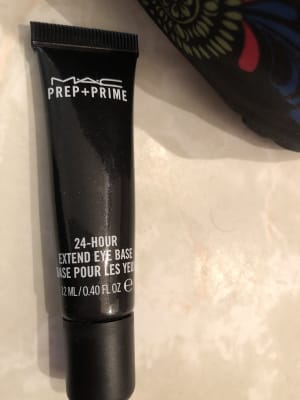 MAC
PREP+PRIME
24-HOUR
EXTEND EYE BASE
BASE POUR LES YEUX
12 ML / 0.40 FL OZ e